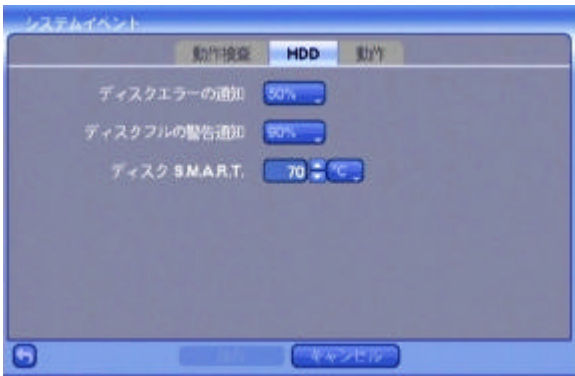 システムイベント
動作検査 HDD 動作
ディスクエラーの通知 50%
ディスクフルの警告通知 90%
ディスク S.M.A.R.T. 70 °C
キャンセル